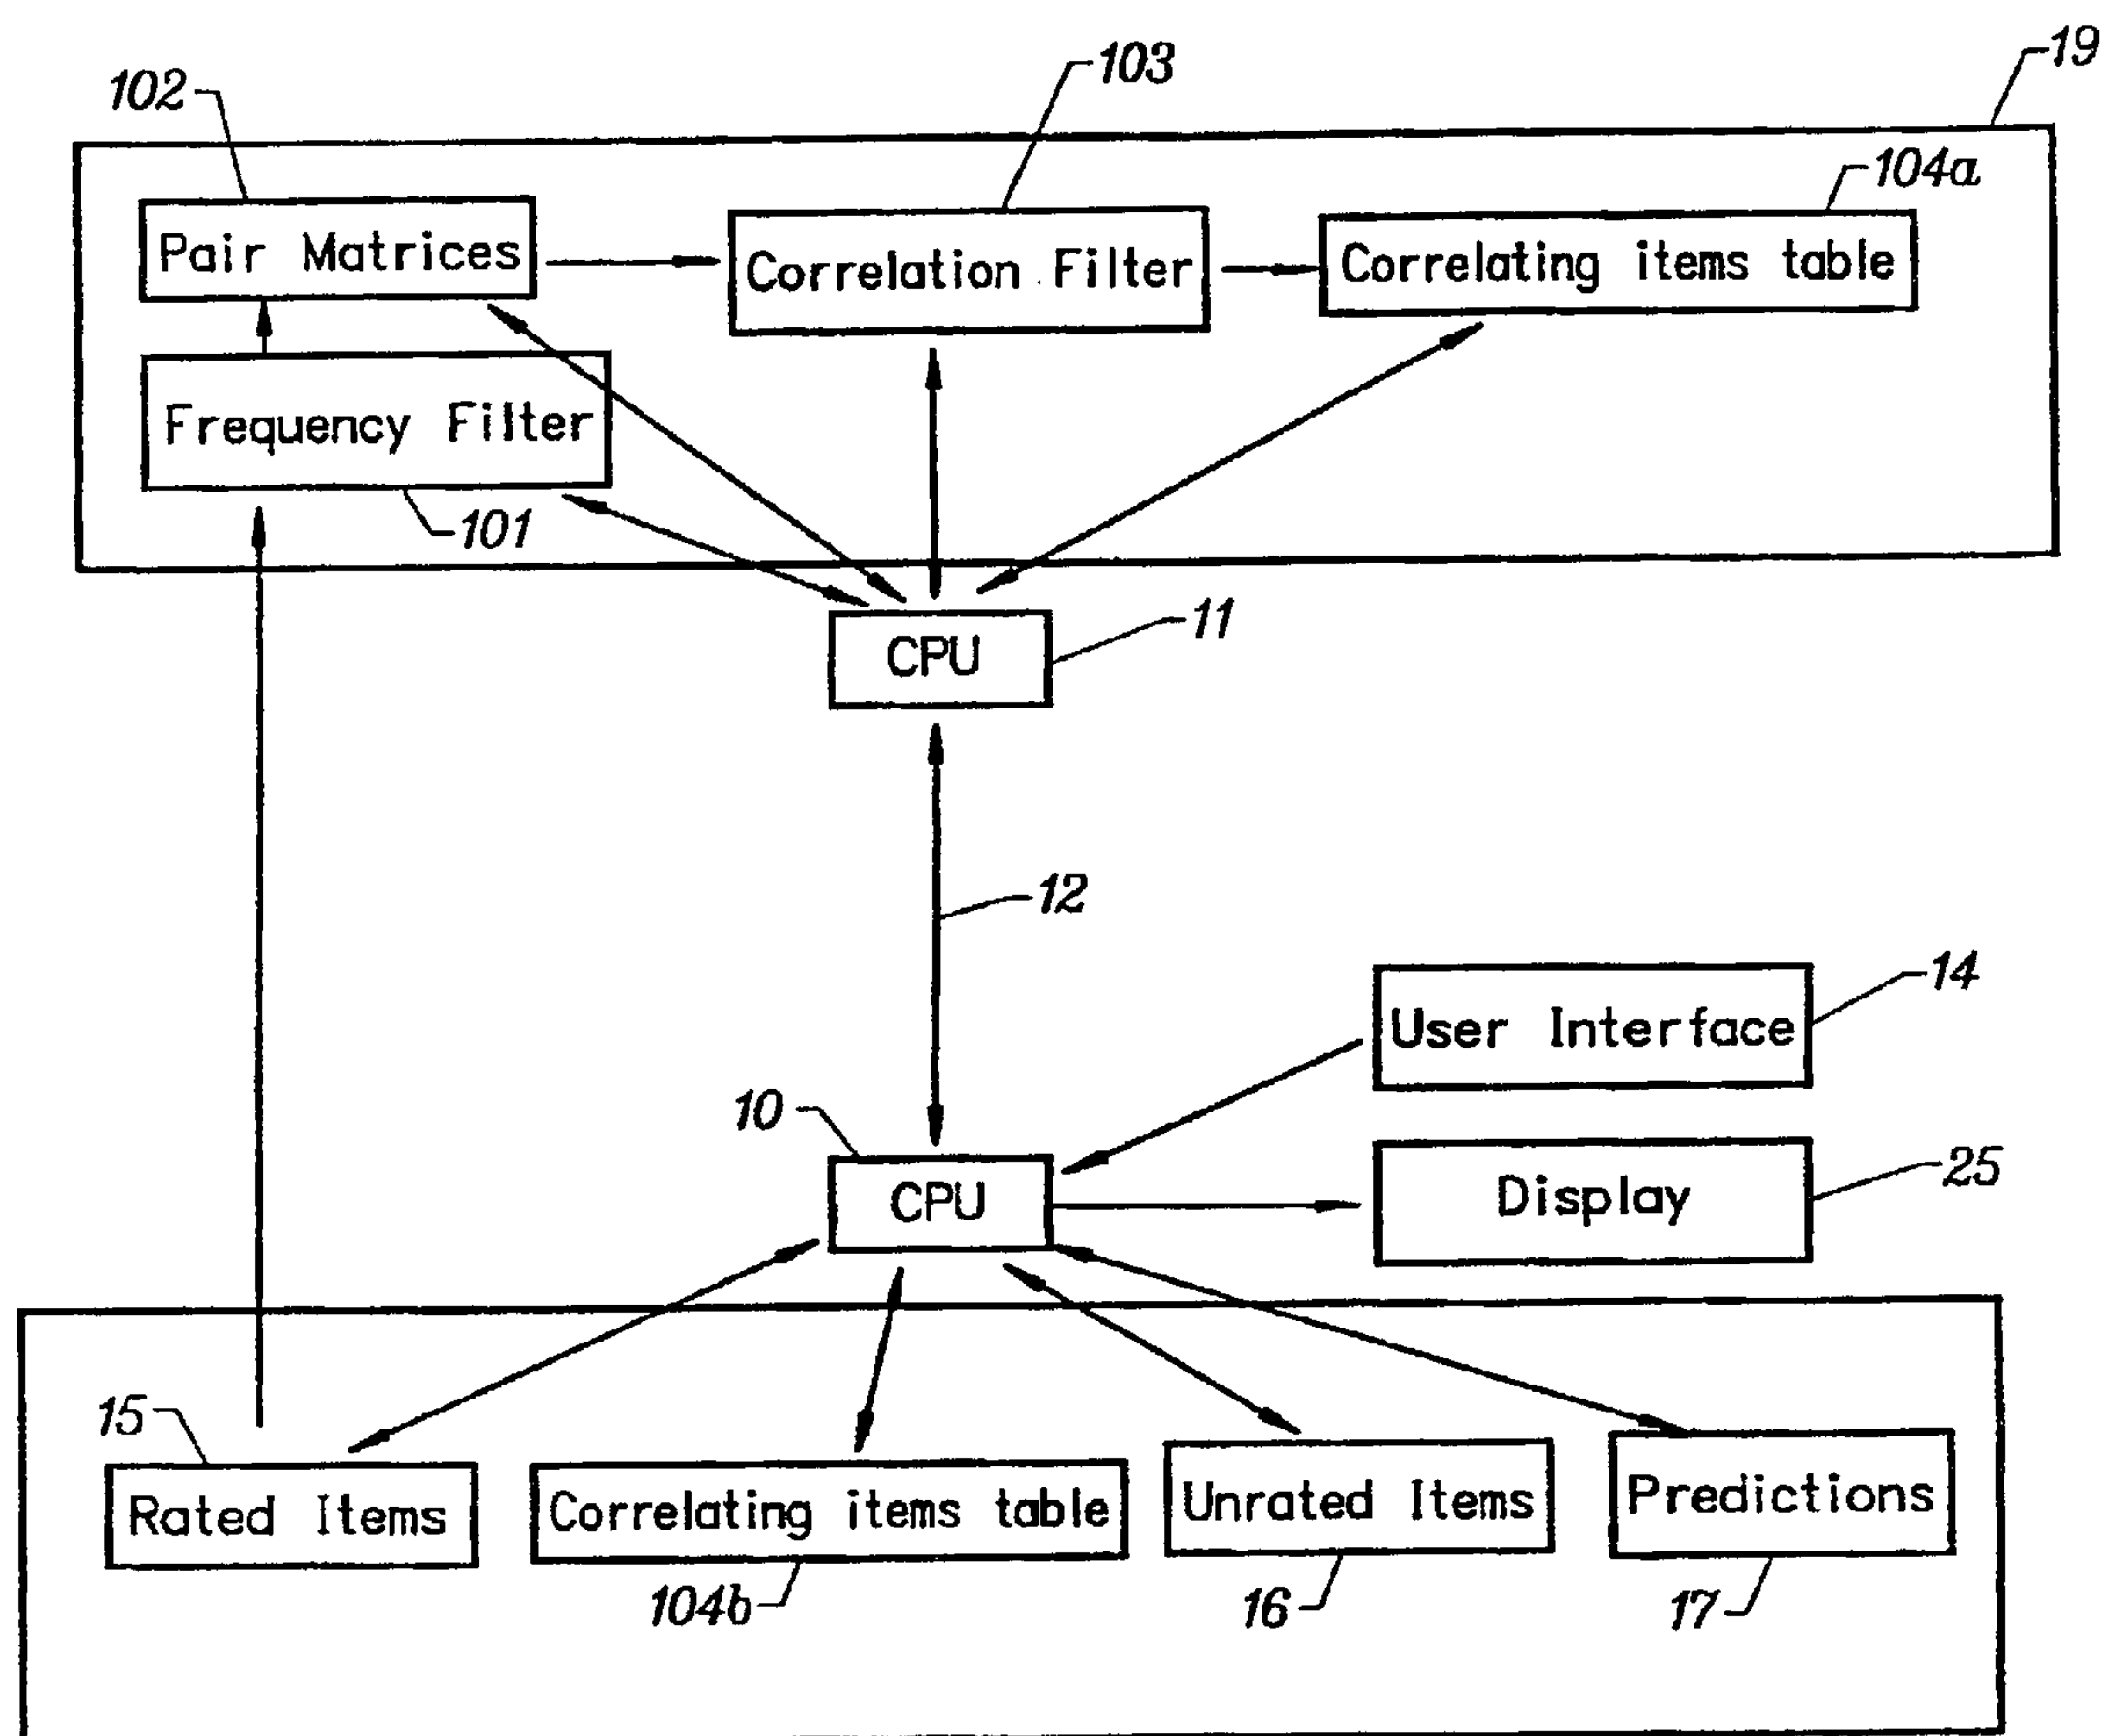 19
103
102
104a
Pair Matrices
Correlation Filter
Correlating items table
Frequency Filter
101
CPU
11
12
14
User Interface
10
CPU
Display
25
15
Rated Items
Correlating items table
Unrated Items
Predictions
104b
16
17